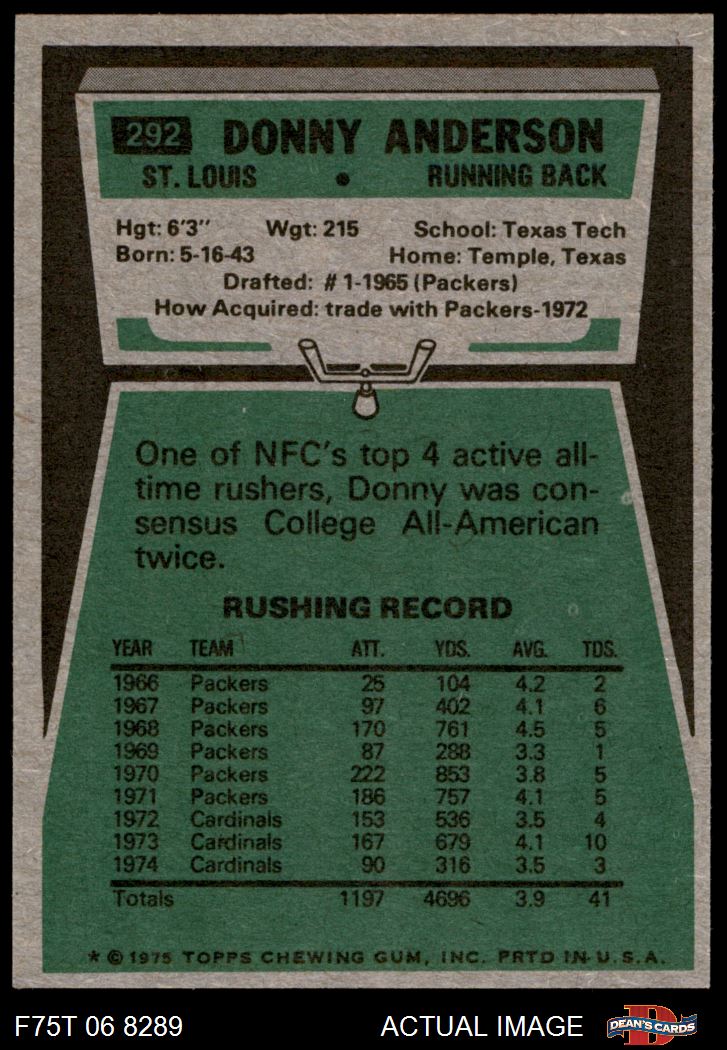 292 DONNY ANDERSON
ST. LOUIS • RUNNING BACK
Hgt: 6'3" Wgt: 215 School: Texas Tech
Born: 5-16-43 Home: Temple, Texas
Drafted: #1-1965 (Packers)
How Acquired: trade with Packers-1972
One of NFC's top 4 active all-
time rushers, Donny was con-
sensus College All-American
twice.
RUSHING RECORD
YEAR TEAM ATT. YDS. AVG. TDS.
1966 Packers 25 104 4.2 2
1967 Packers 97 402 4.1 6
1968 Packers 170 761 4.5 5
1969 Packers 87 288 3.3 1
1970 Packers 222 853 3.8 5
1971 Packers 186 757 4.1 5
1972 Cardinals 153 536 3.5 4
1973 Cardinals 167 679 4.1 10
1974 Cardinals 90 316 3.5 3
Totals 1197 4696 3.9 41
* © 1975 TOPPS CHEWING GUM, INC. PRTD IN U.S.A.
F75T 06 8289 ACTUAL IMAGE D DEAN'S CARDS